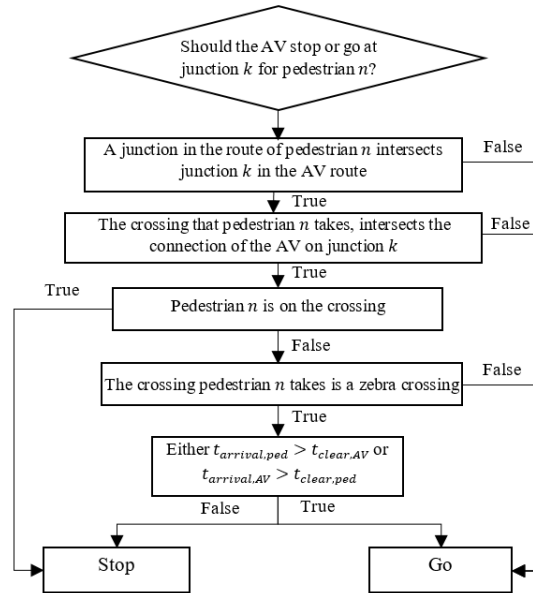 Should the AV stop or go at
junction k for pedestrian n?
A junction in the route of pedestrian n intersects
junction k in the AV route
False
True
The crossing that pedestrian n takes, intersects the
connection of the AV on junction k
False
True
True
Pedestrian n is on the crossing
False
The crossing pedestrian n takes is a zebra crossing
False
True
Either t_arrival,ped > t_clear,AV or
t_arrival,AV > t_clear,ped
False
True
Stop
Go